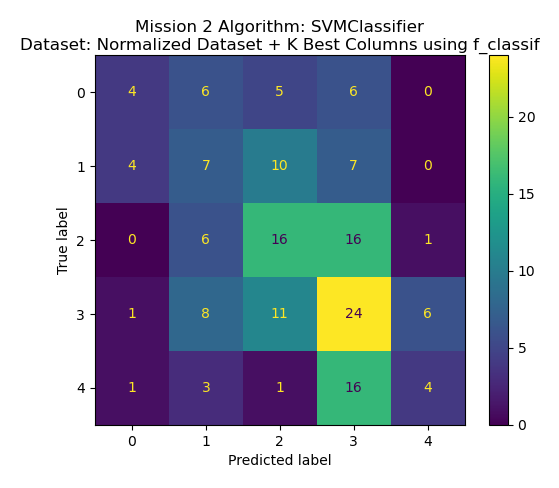 Mission 2 Algorithm: SVMClassifier
Dataset: Normalized Dataset + K Best Columns using f_classif
0 4 6 5 6 0
1 4 7 10 7 0
2 0 6 16 16 1
3 1 8 11 24 6
4 1 3 1 16 4
0 1 2 3 4
True label
Predicted label
20
15
10
5
0